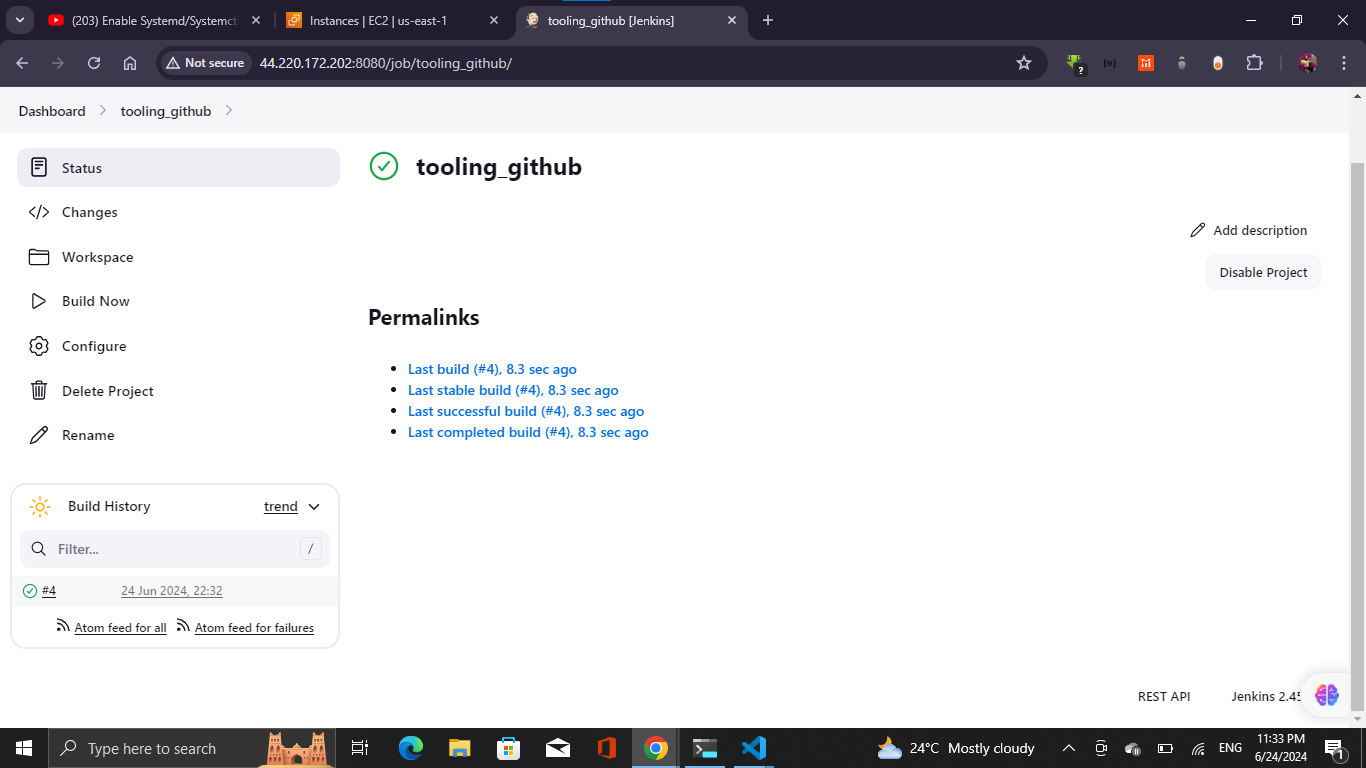 (203) Enable Systemd/Systemct
Instances | EC2 | us-east-1
tooling_github [Jenkins]
Not secure
44.220.172.202:8080/job/tooling_github/
Dashboard
tooling_github
Status
Changes
Workspace
Build Now
Configure
Delete Project
Rename
Build History
trend
Filter...
/
#4
24 Jun 2024, 22:32
Atom feed for all
Atom feed for failures
tooling_github
Add description
Disable Project
Permalinks
Last build (#4), 8.3 sec ago
Last stable build (#4), 8.3 sec ago
Last successful build (#4), 8.3 sec ago
Last completed build (#4), 8.3 sec ago
REST API
Jenkins 2.45
Type here to search
24°C Mostly cloudy
ENG
11:33 PM
6/24/2024
1